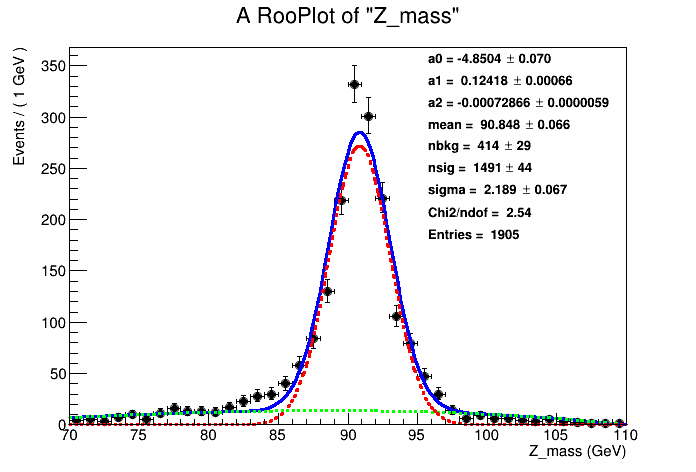 A RooPlot of "Z_mass"
Events / ( 1 GeV )
350
300
250
200
150
100
50
0
a0 = -4.8504 ± 0.070
a1 = 0.12418 ± 0.00066
a2 = -0.00072866 ± 0.0000059
mean = 90.848 ± 0.066
nbkg = 414 ± 29
nsig = 1491 ± 44
sigma = 2.189 ± 0.067
Chi2/ndof = 2.54
Entries = 1905
70 75 80 85 90 95 100 105 110
Z_mass (GeV)